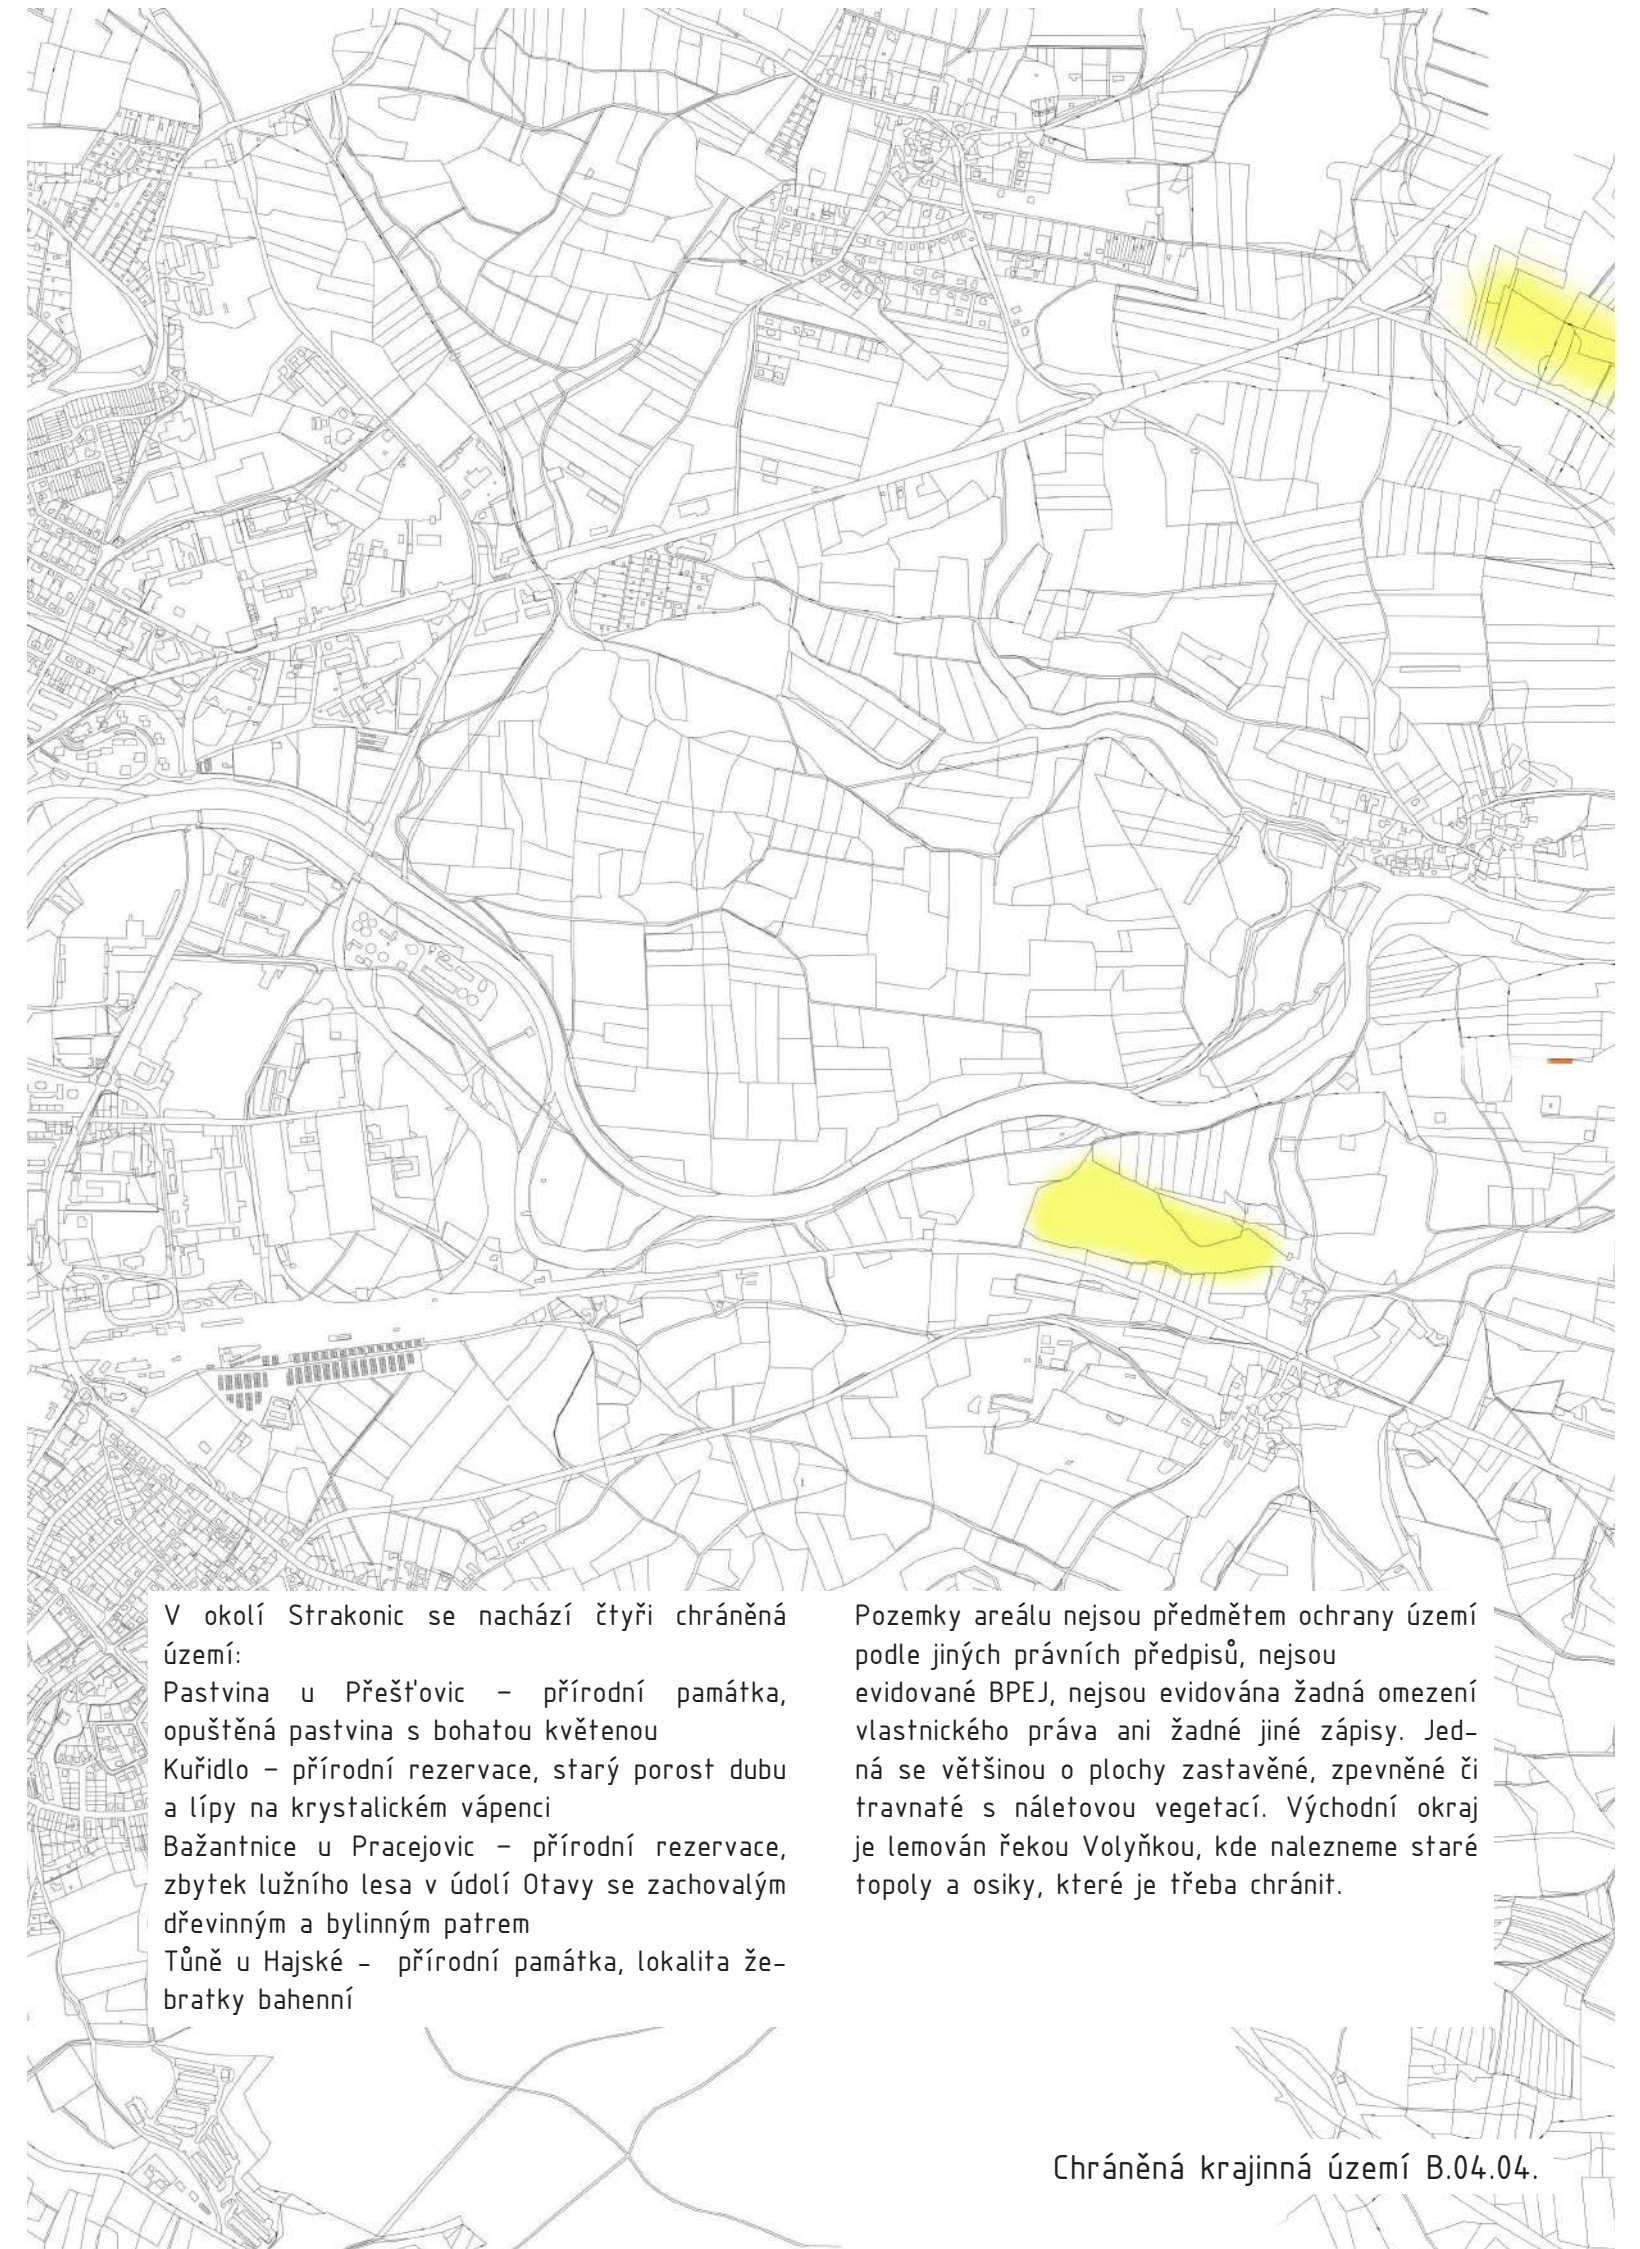 V okolí Strakonic se nachází čtyři chráněná
území:
Pastvina u Přešťovic – přírodní památka,
opuštěná pastvina s bohatou květenou
Kuřidlo – přírodní rezervace, starý porost dubu
a lípy na krystalickém vápenci
Bažantnice u Pracejovic – přírodní rezervace,
zbytek lužního lesa v údolí Otavy se zachovalým
dřevinným a bylinným patrem
Tůně u Hajské - přírodní památka, lokalita že-
bratky bahenní
Pozemky areálu nejsou předmětem ochrany území
podle jiných právních předpisů, nejsou
evidované BPEJ, nejsou evidována žadná omezení
vlastnického práva ani žadné jiné zápisy. Jed-
ná se většinou o plochy zastavěné, zpevněné či
travnaté s náletovou vegetací. Východní okraj
je lemován řekou Volyňkou, kde nalezneme staré
topoly a osiky, které je třeba chránit.
Chráněná krajinná území B.04.04.